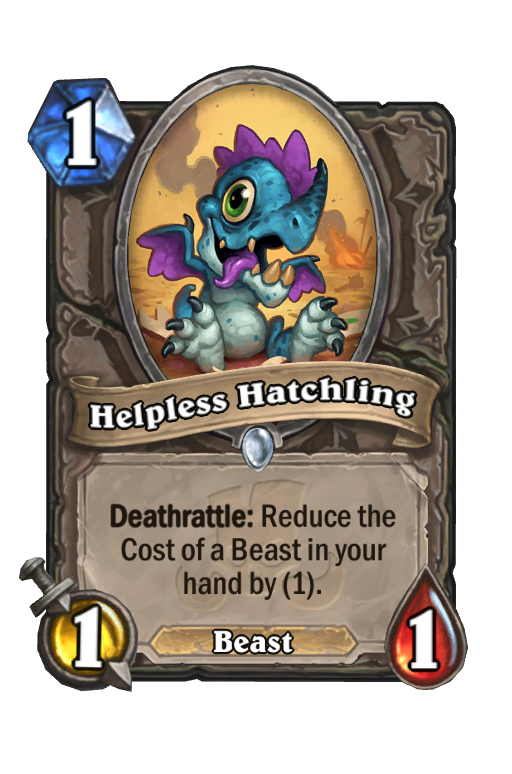 1
Helpless Hatchling
Deathrattle: Reduce the
Cost of a Beast in your
hand by (1).
1
Beast
1